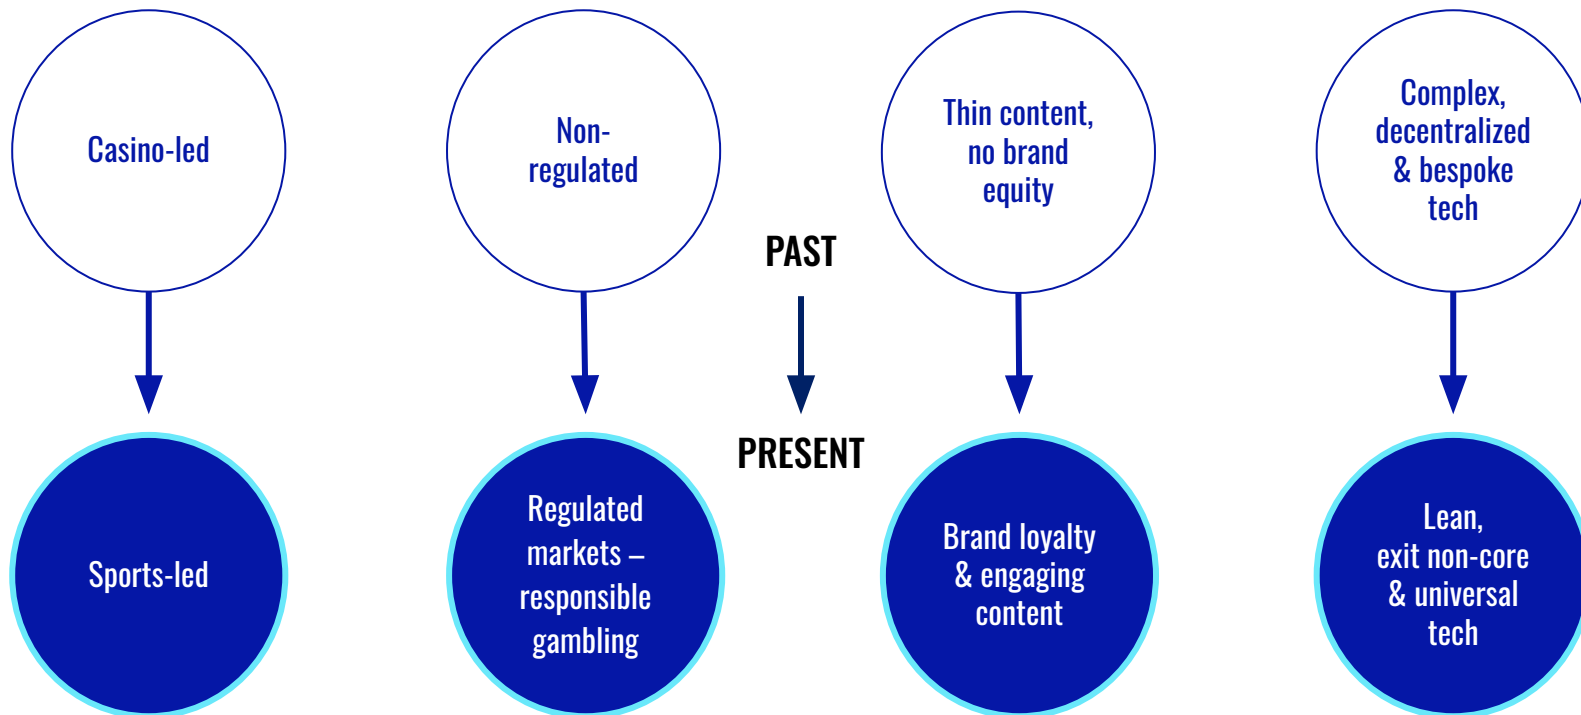 Casino-led
Non-
regulated
Thin content,
no brand
equity
Complex,
decentralized
& bespoke
tech
PAST
PRESENT
Sports-led
Regulated
markets –
responsible
gambling
Brand loyalty
& engaging
content
Lean,
exit non-core
& universal
tech